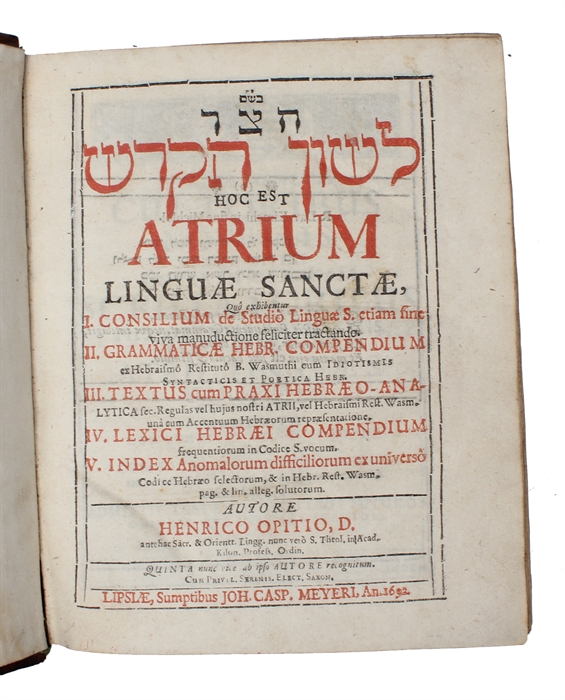 בשם
חצר
לשון הקדש
HOC EST
ATRIUM
LINGUÆ SANCTÆ,
Quô exhibentur
I. CONSILIUM de Studiô Linguæ S. etiam sine
viva manuductione feliciter tractando.
II. GRAMMATICÆ HEBR. COMPENDIUM
ex Hebraismô Restitutô B. Wasmuthi cum IDIOTISMIS
SYNTACTICIS ET POETICA HEBR.
III. TEXTUS cum PRAXI HEBRÆO-ANA-
LYTICA sec. Regulas vel hujus nostri ATRII, vel Hebraismi Rest. Wasm.
unà cum Accentuum Hebræorum repræsentatione.
IV. LEXICI HEBRÆI COMPENDIUM
frequentiorum in Codice S. vocum.
V. INDEX Anomalorum difficiliorum ex universô
Codice Hebræo selectorum, & in Hebr. Rest. Wasm.
pag. & lin. alleg. solutorum.
AUTORE
HENRICO OPITIO, D.
antehac Sacr. & Orientt. Lingg. nunc verò S. Theol. in Acad.
Kilon. Profess. Ordin.
QUINTA nunc vice ab ipso AUTORE recognitum.
CUM PRIVIL. SERENIS. ELECT. SAXON.
LIPSIÆ, Sumptibus JOH. CASP. MEYERI, An. 1692.